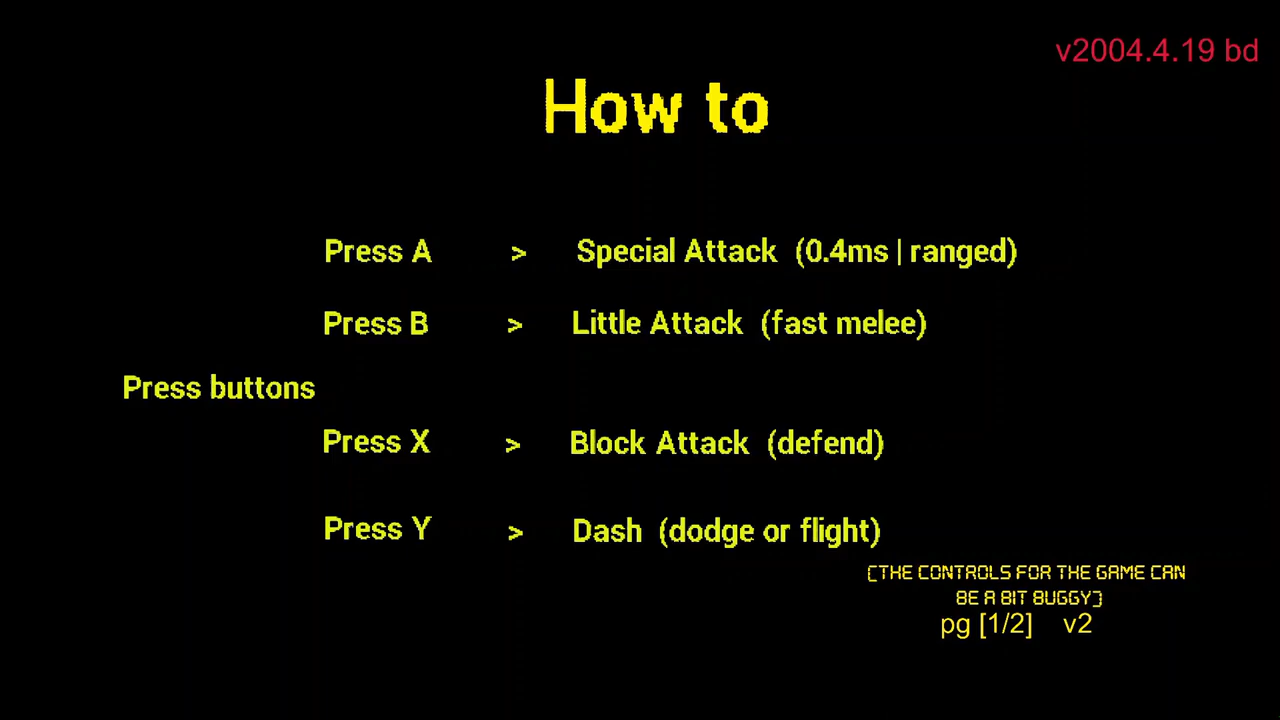 v2004.4.19 bd
How to
Press A > Special Attack (0.4ms | ranged)
Press B > Little Attack (fast melee)
Press buttons
Press X > Block Attack (defend)
Press Y > Dash (dodge or flight)
[THE CONTROLS FOR THE GAME CAN
BE A BIT BUGGY]
pg [1/2] v2